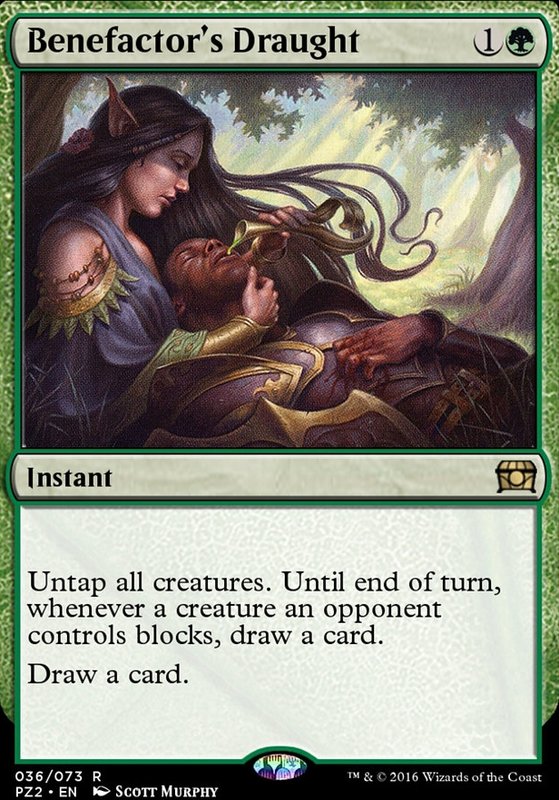 Benefactor's Draught 1
Instant
Untap all creatures. Until end of turn,
whenever a creature an opponent
controls blocks, draw a card.
Draw a card.
036/073 R
PZ2 • EN Scott Murphy
™ & © 2016 Wizards of the Coast